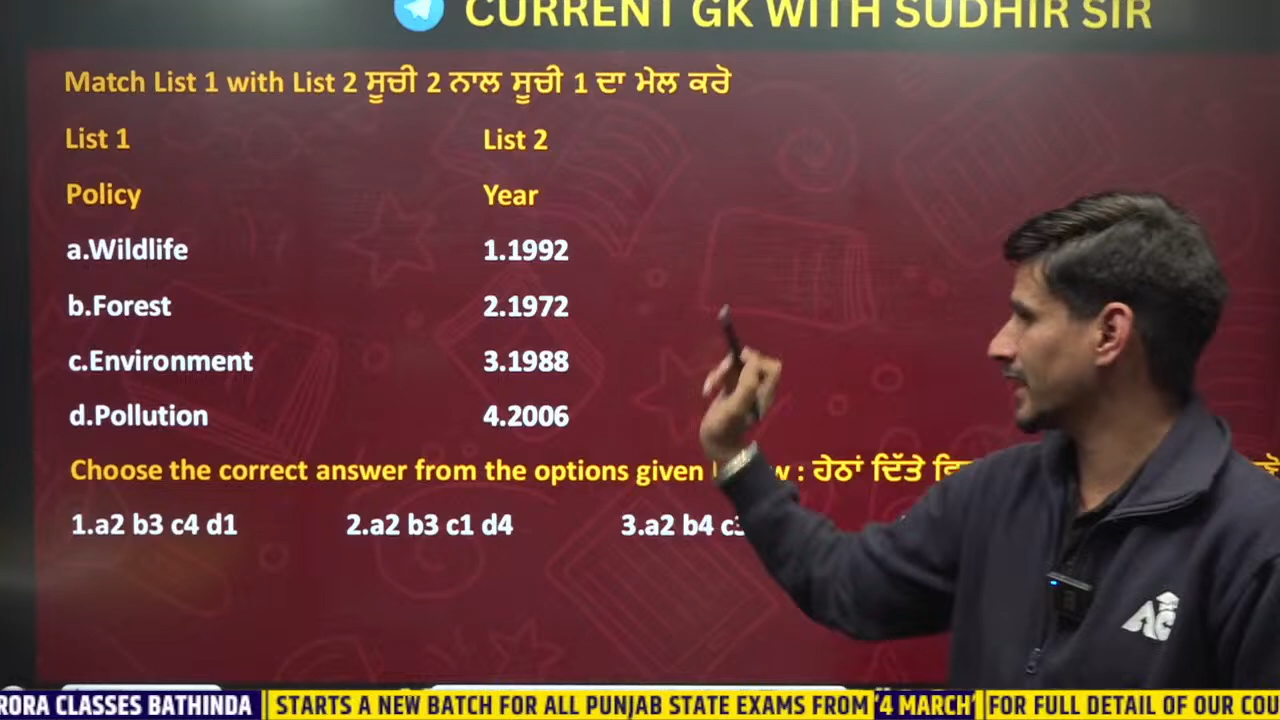 CURRENT GK WITH SUDHIR SIR
Match List 1 with List 2 ਸੂਚੀ 2 ਨਾਲ ਸੂਚੀ 1 ਦਾ ਮੇਲ ਕਰੋ
List 1 List 2
Policy Year
a.Wildlife 1.1992
b.Forest 2.1972
c.Environment 3.1988
d.Pollution 4.2006
Choose the correct answer from the options given : ਹੇਠਾਂ ਦਿੱਤੇ
1.a2 b3 c4 d1 2.a2 b3 c1 d4 3.a2 b4
AC
CLASSES BATHINDA STARTS A NEW BATCH FOR ALL PUNJAB STATE EXAMS FROM '4 MARCH' FOR FULL DETAIL OF OUR